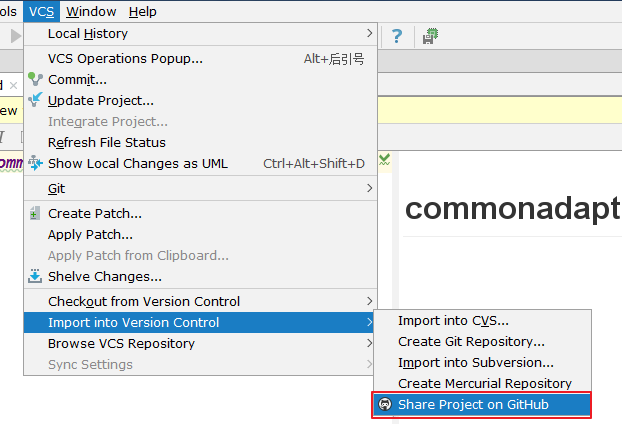 ols VCS Window Help
Local History
VCS Operations Popup... Alt+后引号
Commit...
Update Project...
Integrate Project...
Refresh File Status
Show Local Changes as UML Ctrl+Alt+Shift+D
Git
Create Patch...
Apply Patch...
Apply Patch from Clipboard...
Shelve Changes...
Checkout from Version Control
Import into Version Control
Browse VCS Repository
Sync Settings
Import into CVS...
Create Git Repository...
Import into Subversion...
Create Mercurial Repository
Share Project on GitHub
d
ew
omm
commonadapt